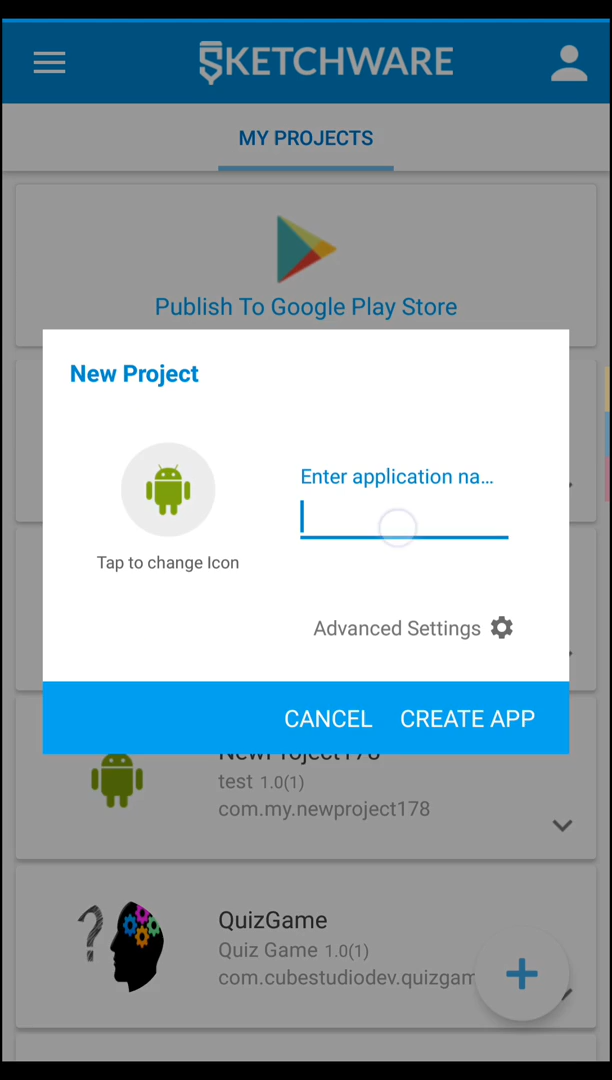 SKETCHWARE
MY PROJECTS
Publish To Google Play Store
New Project
Enter application na...
Tap to change Icon
Advanced Settings
CANCEL CREATE APP
NewProject178
test 1.0(1)
com.my.newproject178
QuizGame
Quiz Game 1.0(1)
com.cubestudiodev.quizgam